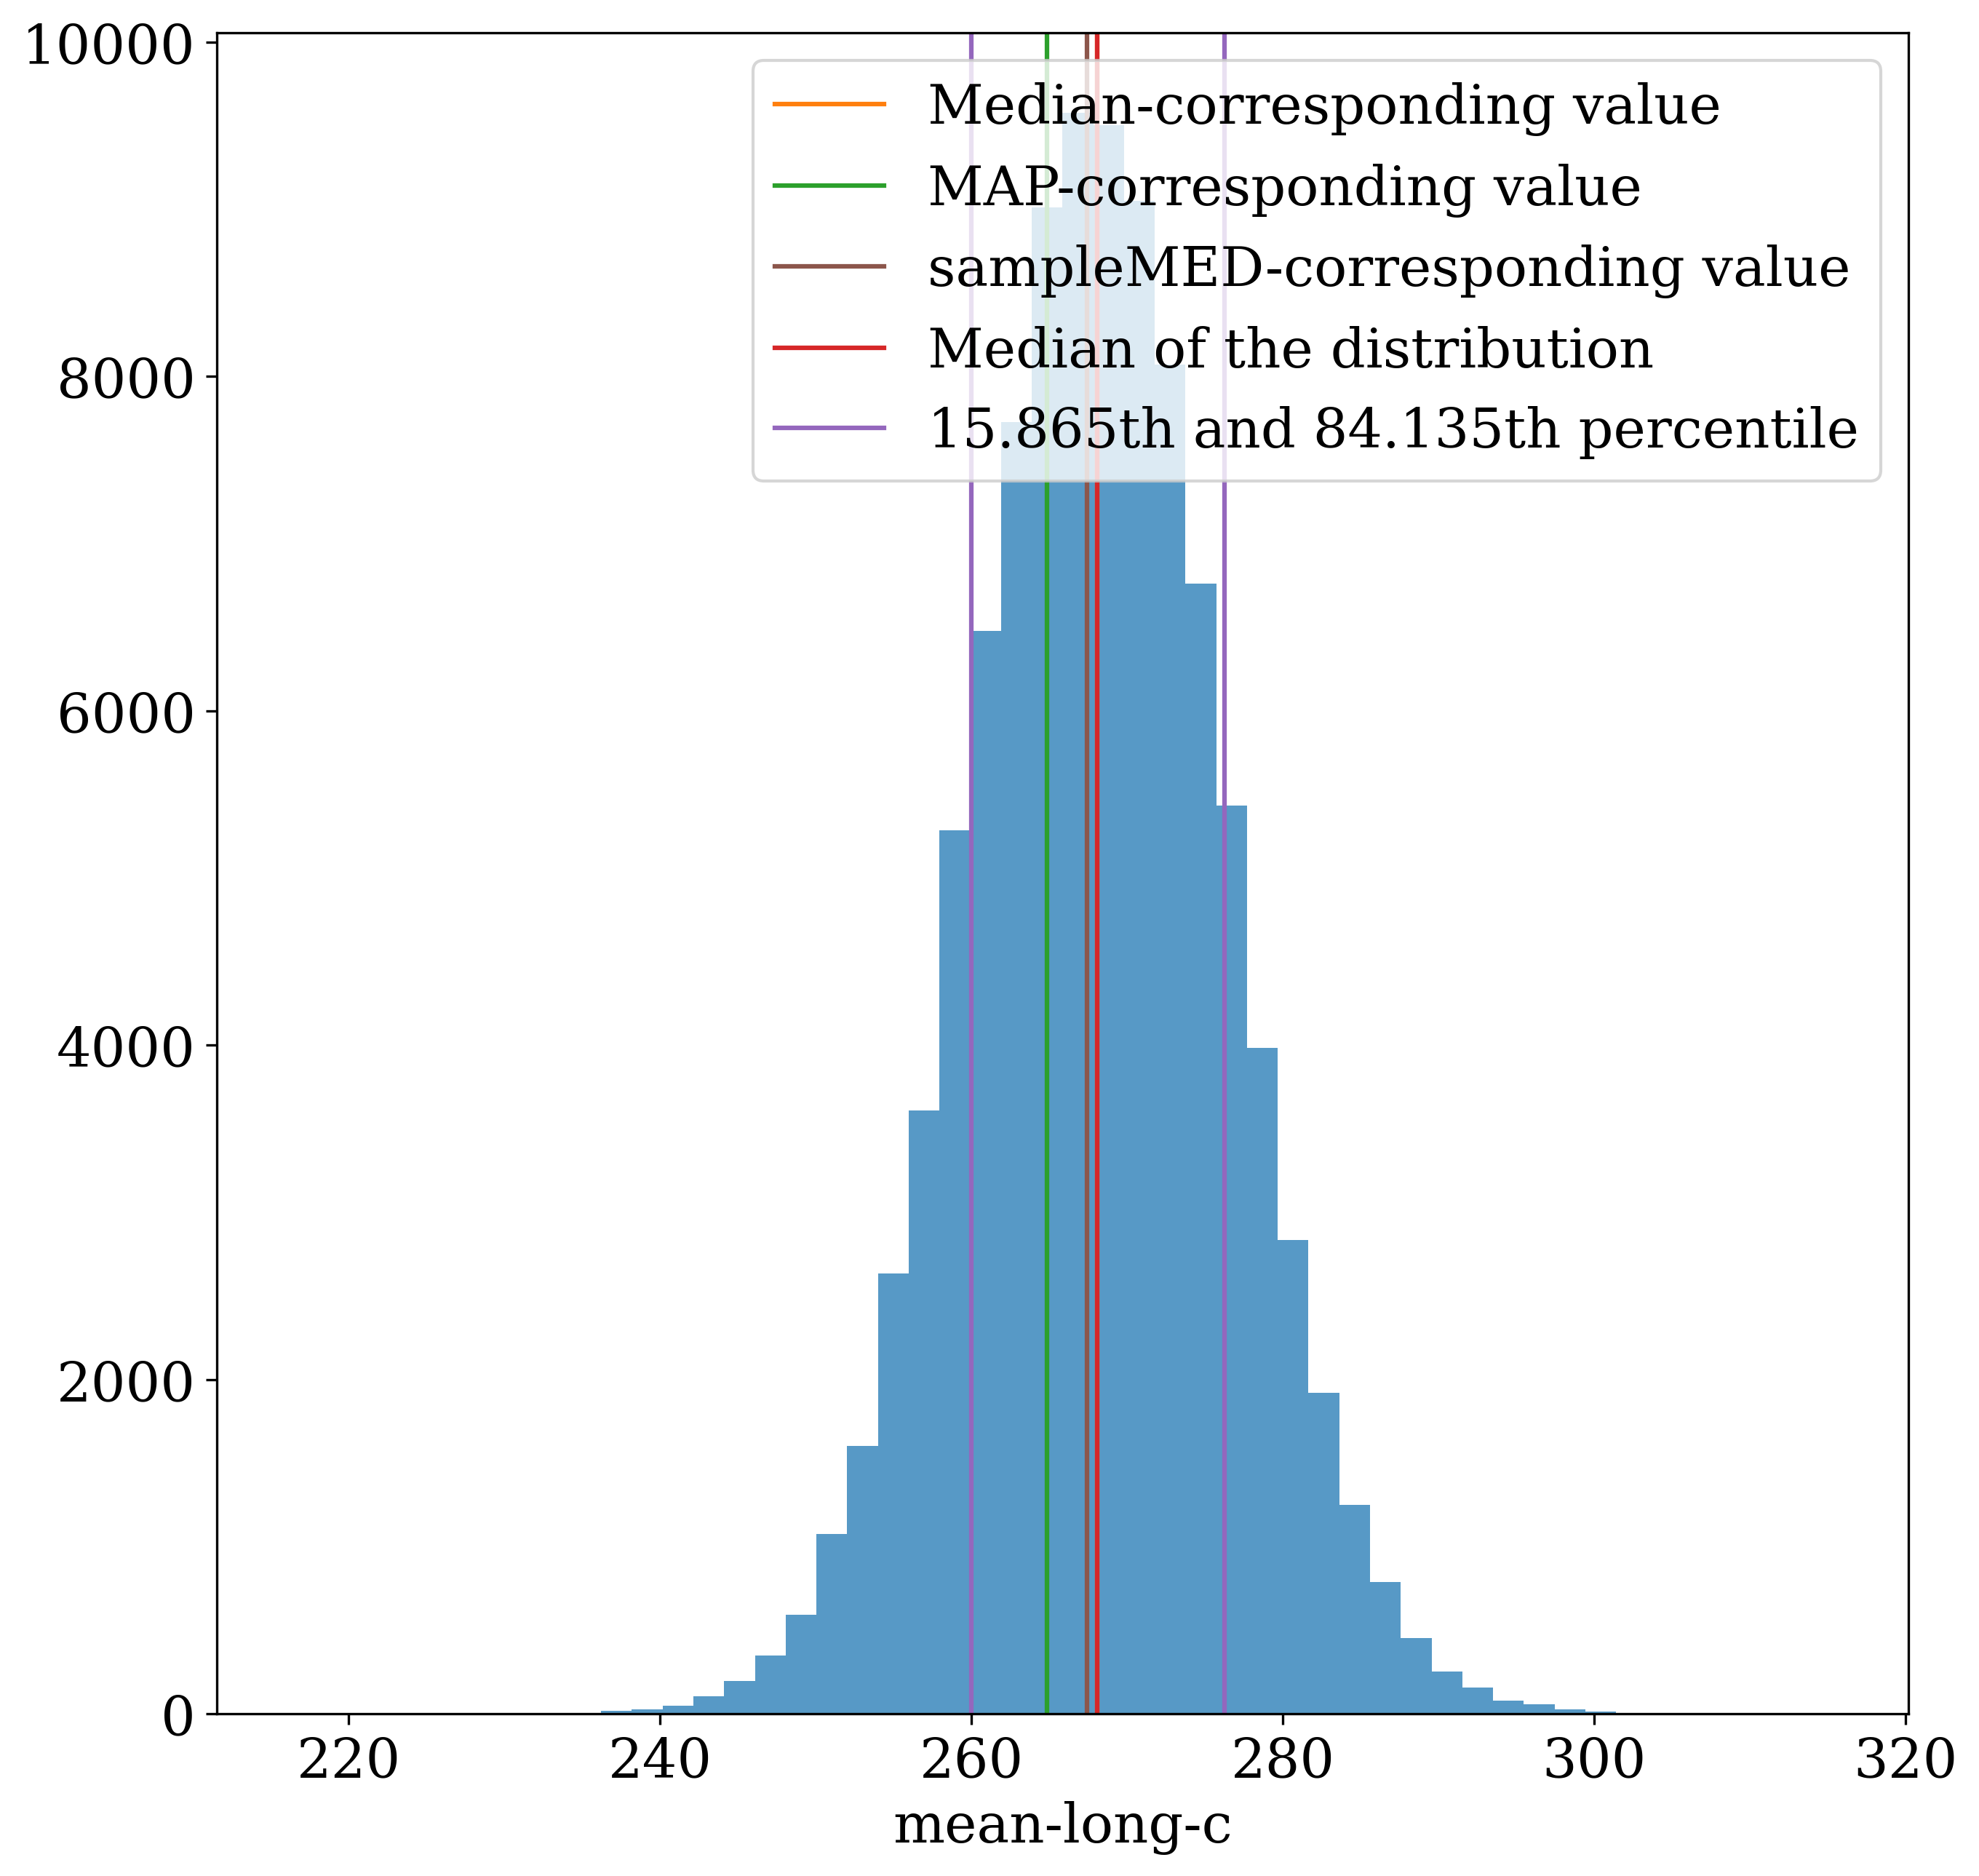 10000
8000
6000
4000
2000
0
Median-corresponding value
MAP-corresponding value
sampleMED-corresponding value
Median of the distribution
15.865th and 84.135th percentile
220 240 260 280 300 320
mean-long-c